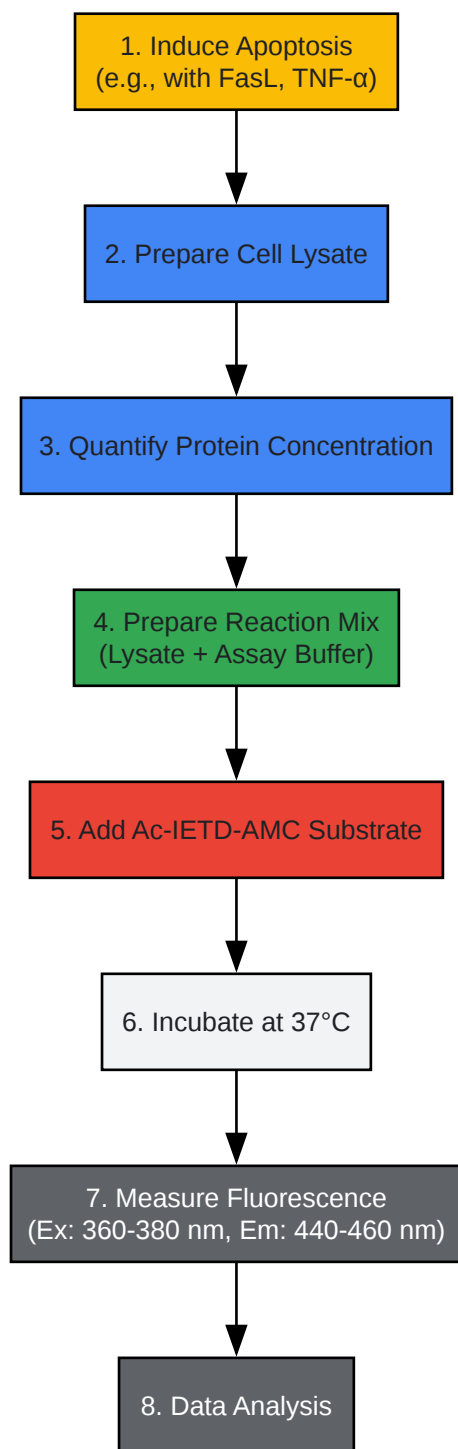 1. Induce Apoptosis
(e.g., with FasL, TNF-α)
2. Prepare Cell Lysate
3. Quantify Protein Concentration
4. Prepare Reaction Mix
(Lysate + Assay Buffer)
5. Add Ac-IETD-AMC Substrate
6. Incubate at 37°C
7. Measure Fluorescence
(Ex: 360-380 nm, Em: 440-460 nm)
8. Data Analysis